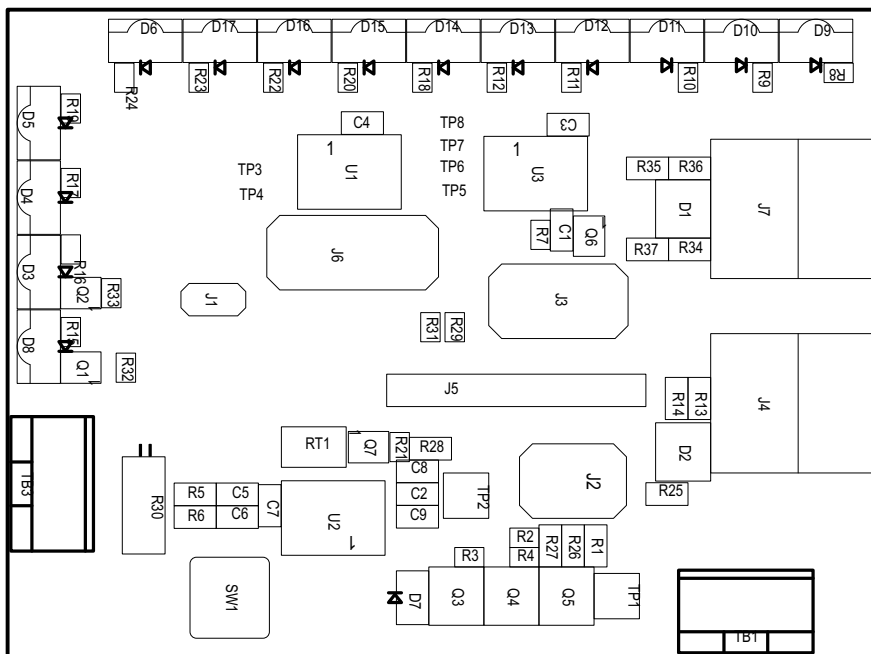 D6 D17 D16 D15 D14 D13 D12 D11 D10 D9
R24 R23 R22 R20 R18 R12 R11 R10 R9 R8
D5 R19
C4 TP8 C3
TP7
1 U1 TP6 1 U3
TP3
TP4 TP5
R35 R36
D1 J7
R37 R34
D4 R17
R7 C1 Q6
J6
D3 R16
Q2 R33
J1 J3
R31 R29
D8 R15
Q1 R32
J5
R14 R13 J4
RT1 Q7 R21 R28
D2
C8
TB3 R30
R5 C5 C7 C2 TP2 J2 R25
R6 C6 U2 C9
1
R2 R27 R26 R1
R3 R4
SW1 D7 Q3 Q4 Q5 TP1
TB1